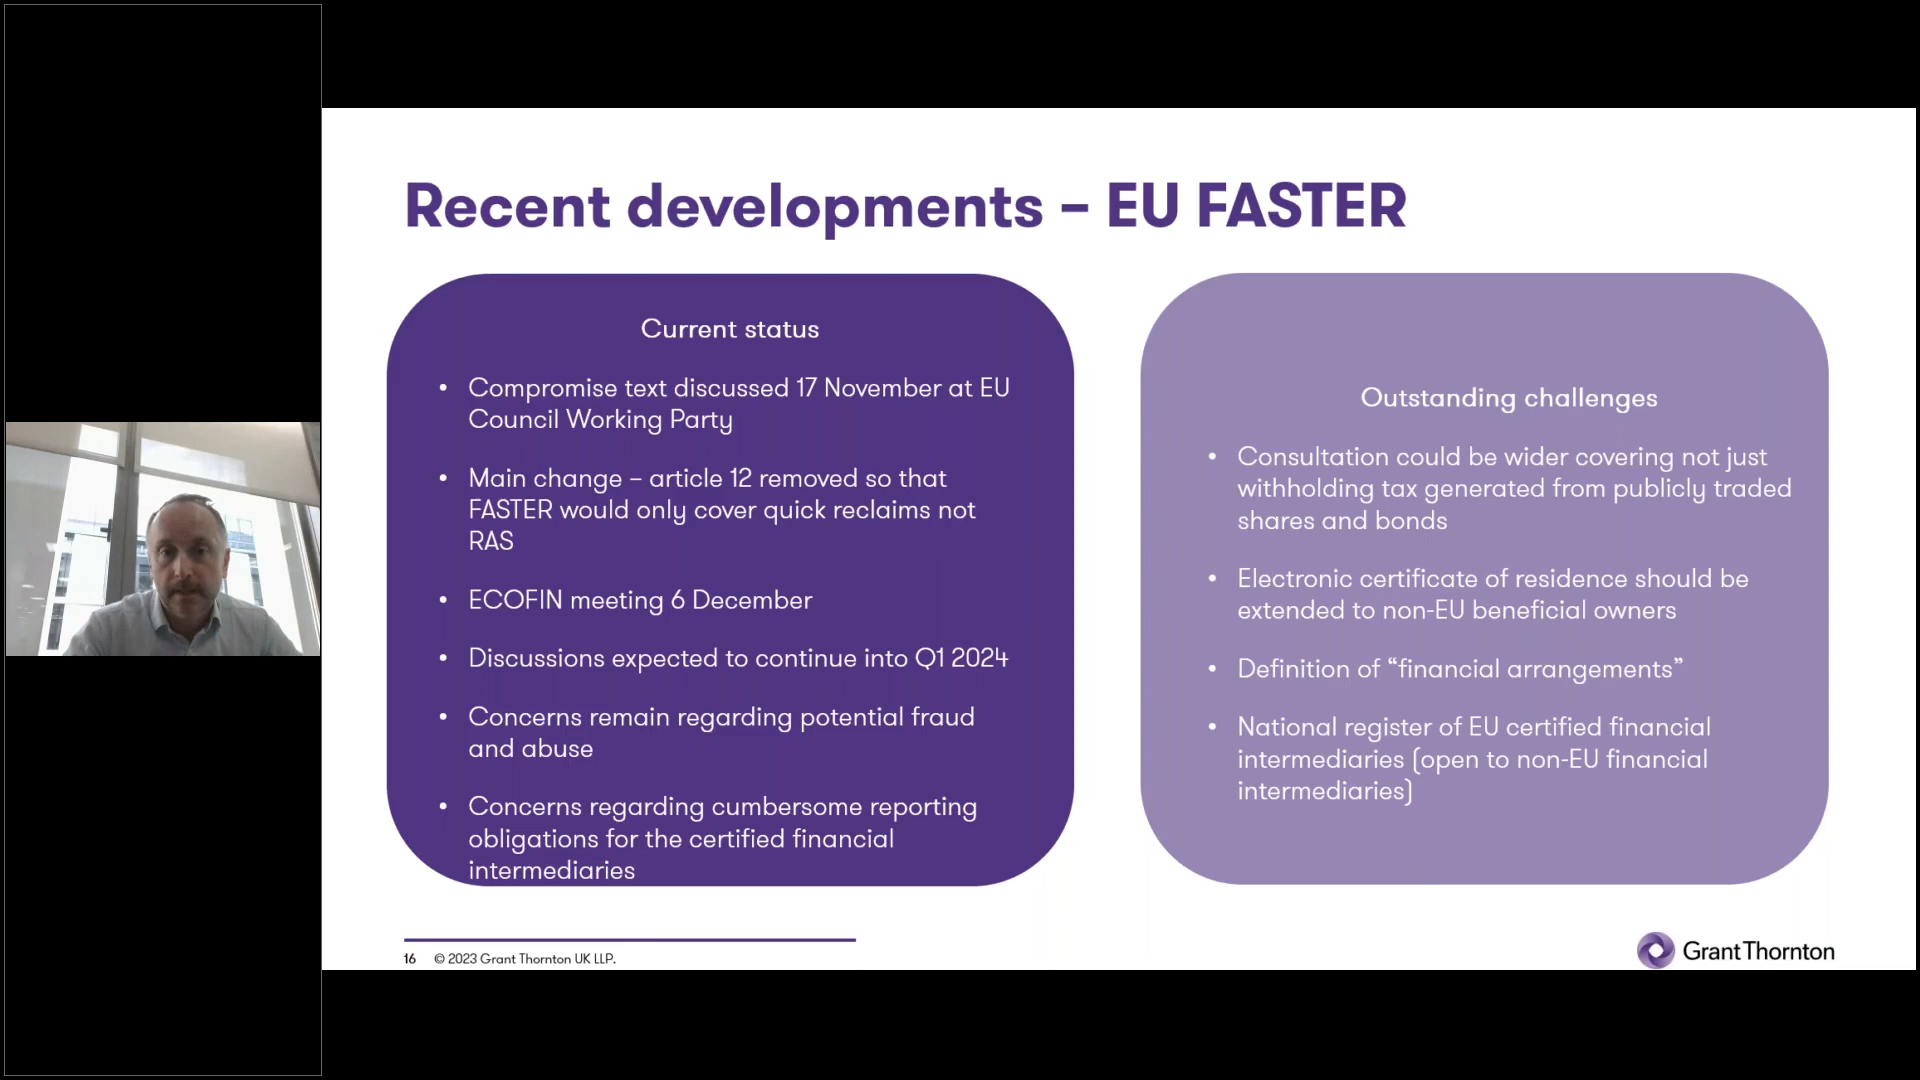 Recent developments – EU FASTER
Current status
• Compromise text discussed 17 November at EU
Council Working Party
• Main change – article 12 removed so that
FASTER would only cover quick reclaims not
RAS
• ECOFIN meeting 6 December
• Discussions expected to continue into Q1 2024
• Concerns remain regarding potential fraud
and abuse
• Concerns regarding cumbersome reporting
obligations for the certified financial
intermediaries
Outstanding challenges
• Consultation could be wider covering not just
withholding tax generated from publicly traded
shares and bonds
• Electronic certificate of residence should be
extended to non-EU beneficial owners
• Definition of “financial arrangements”
• National register of EU certified financial
intermediaries (open to non-EU financial
intermediaries)
16 © 2023 Grant Thornton UK LLP.
Grant Thornton